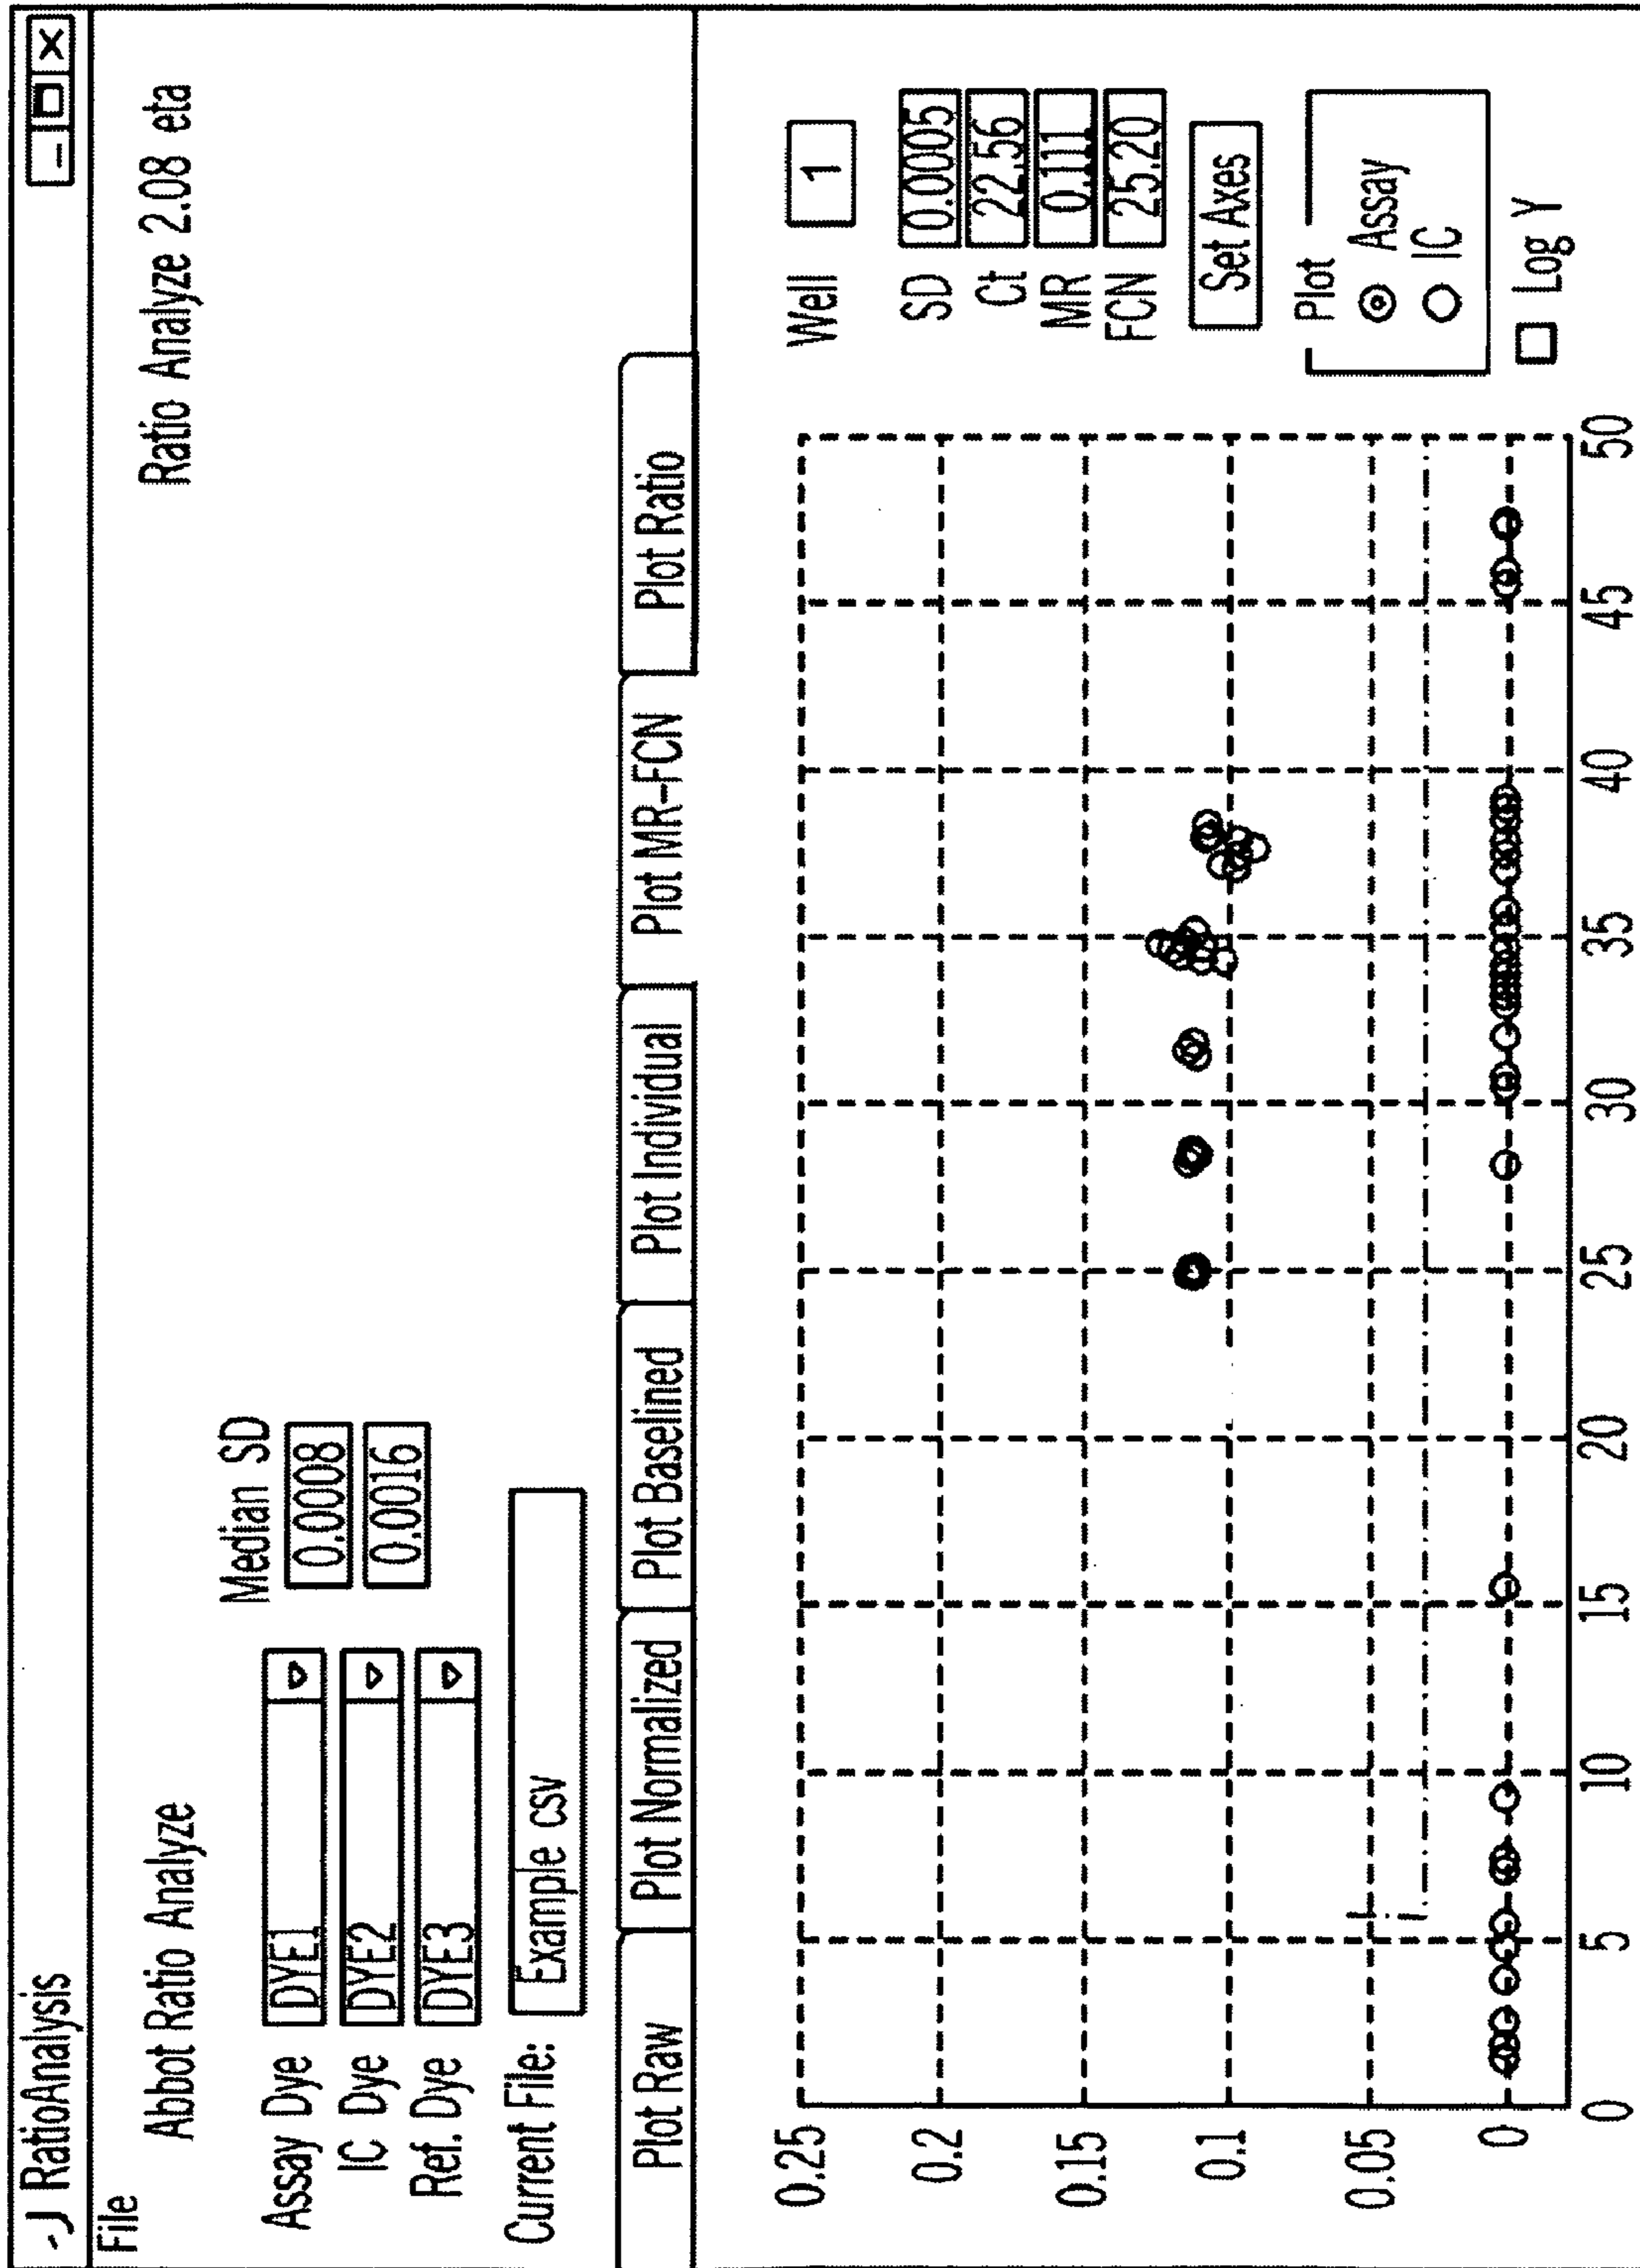 RatioAnalysis
File
Abbot Ratio Analyze
Ratio Analyze 2.08 eta
Median SD
Assay Dye DYE1 0.0008
IC Dye DYE2 0.0016
Ref. Dye DYE3
Current File: Example csv
Plot Raw Plot Normalized Plot Baselined Plot Individual Plot MR-FCN Plot Ratio
0.25
0.2
0.15
0.1
0.05
0
0 5 10 15 20 25 30 35 40 45 50
Well 1
SD 0.0005
Ct 22.56
MR 0.111
FCN 25.20
Set Axes
Plot
Assay
IC
Log Y